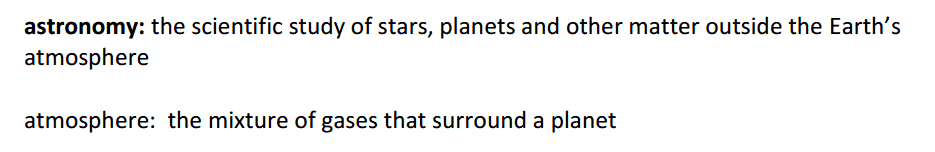 astronomy: the scientific study of stars, planets and other matter outside the Earth’s
atmosphere
atmosphere:  the mixture of gases that surround a planet